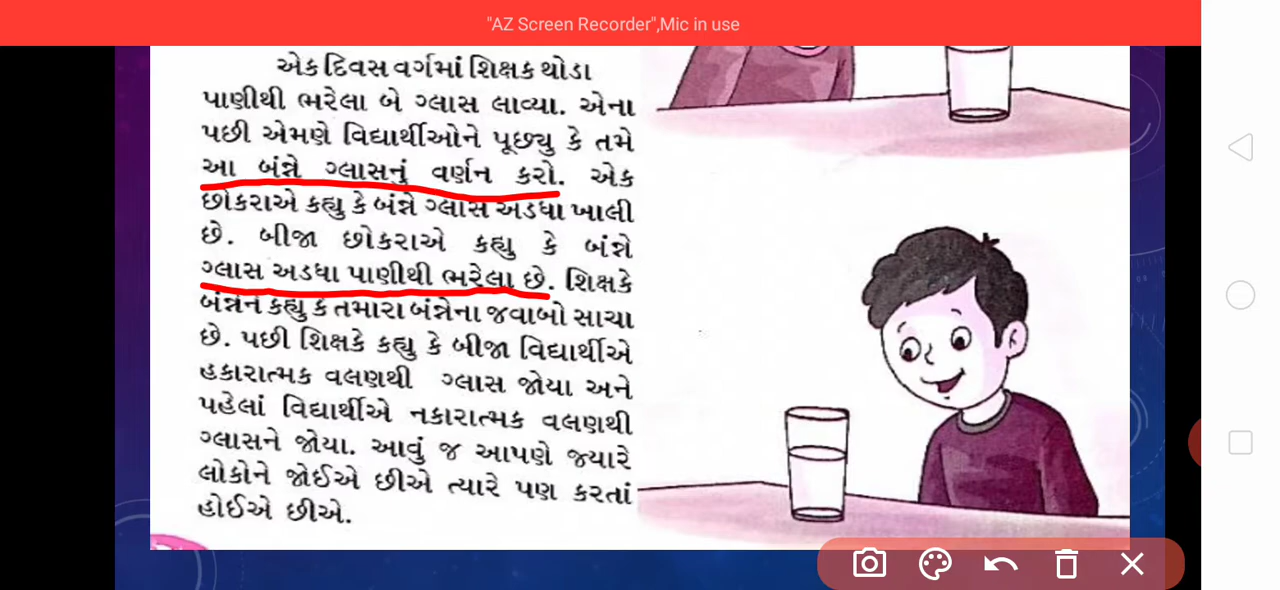 "AZ Screen Recorder",Mic in use
એક દિવસ વર્ગમાં શિક્ષક થોડા
પાણીથી ભરેલા બે ગ્લાસ લાવ્યા. એના
પછી એમણે વિદ્યાર્થીઓને પૂછ્યુ કે તમે
આ બંન્ને ગ્લાસનું વર્ણન કરો. એક
છોકરાએ કહ્યુ કે બંન્ને ગ્લાસ અડધા ખાલી
છે. બીજા છોકરાએ કહ્યુ કે બંન્ને
ગ્લાસ અડધા પાણીથી ભરેલા છે. શિક્ષકે
બંન્નેને કહ્યુ કે તમારા બંન્નેના જવાબો સાચા
છે. પછી શિક્ષકે કહ્યુ કે બીજા વિદ્યાર્થીએ
હકારાત્મક વલણથી ગ્લાસ જોયા અને
પહેલાં વિદ્યાર્થીએ નકારાત્મક વલણથી
ગ્લાસને જોયા. આવું જ આપણે જ્યારે
લોકોને જોઈએ છીએ ત્યારે પણ કરતાં
હોઈએ છીએ.